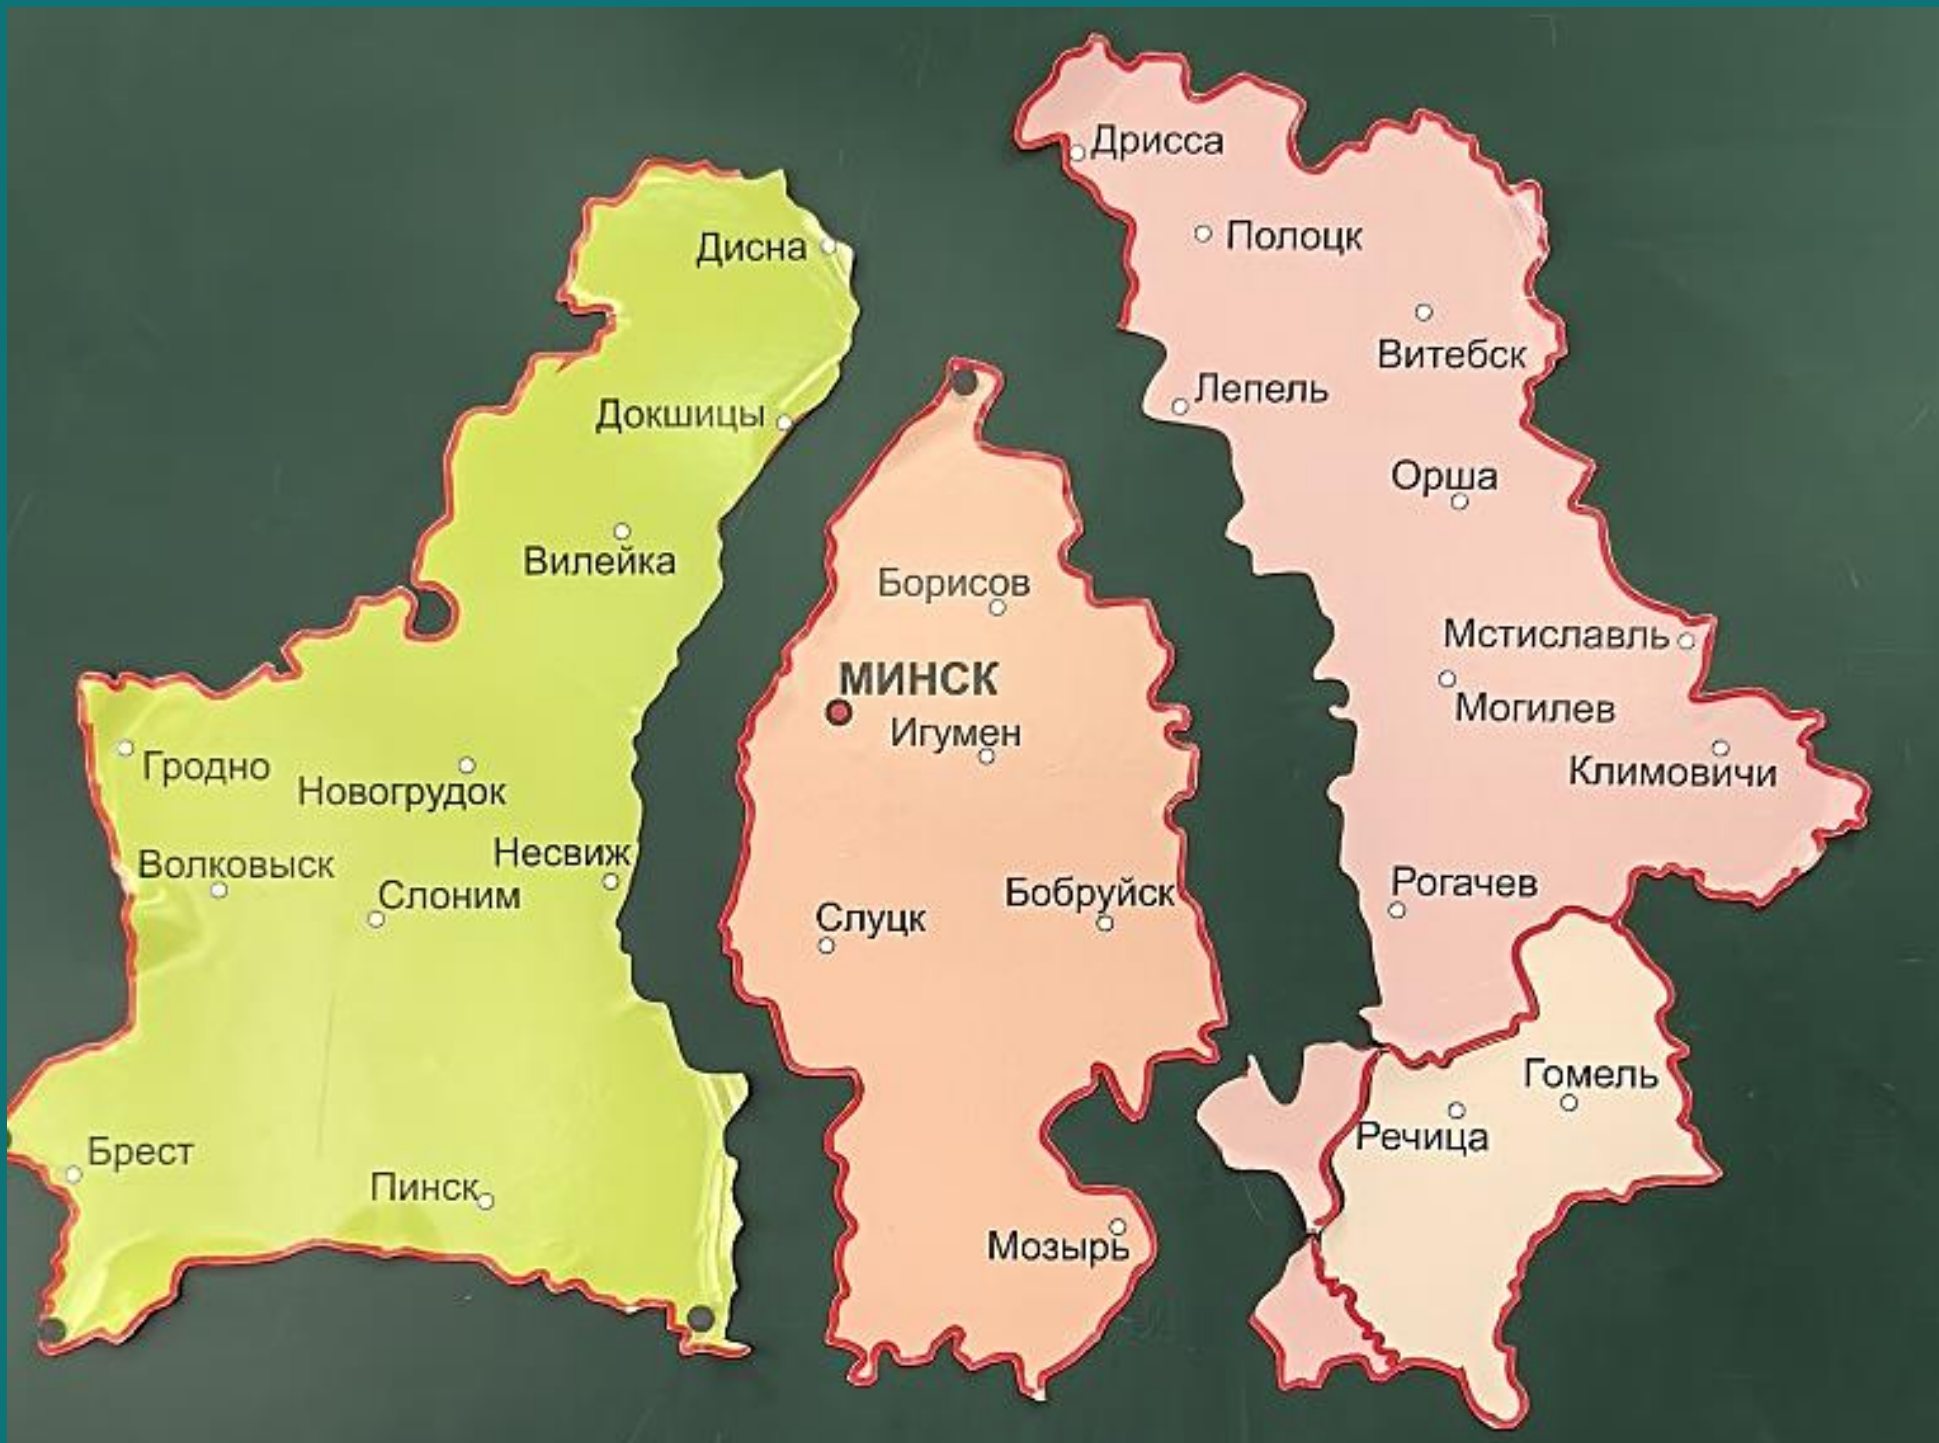 Дисна
Докшицы
Вилейка
Гродно
Новогрудок
Волковыск
Несвиж
Слоним
Брест
Пинск
Борисов
МИНСК
Игумен
Слуцк
Бобруйск
Мозырь
Дрисса
Полоцк
Витебск
Лепель
Орша
Мстиславль
Могилев
Климовичи
Рогачев
Гомель
Речица